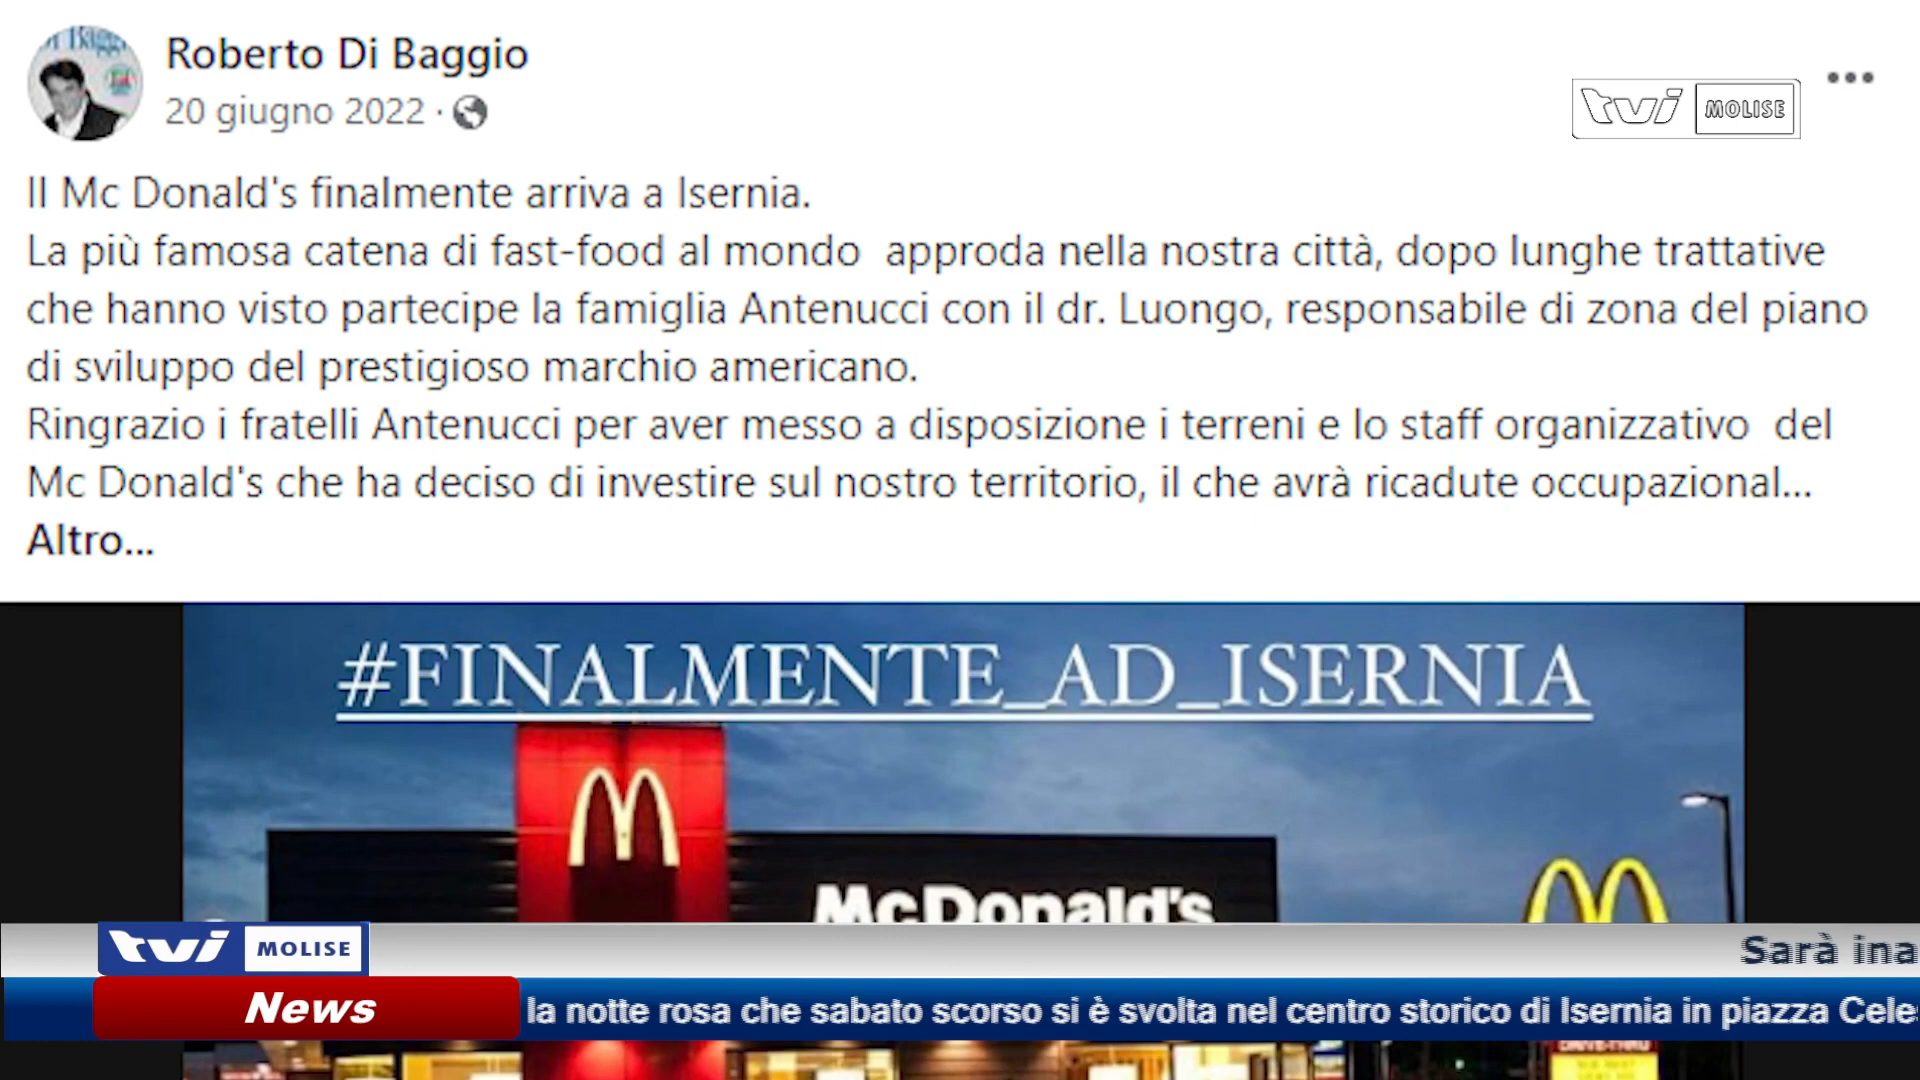 Di Baggio
Roberto Di Baggio
20 giugno 2022 ·
tvi MOLISE
Il Mc Donald's finalmente arriva a Isernia.
La più famosa catena di fast-food al mondo approda nella nostra città, dopo lunghe trattative
che hanno visto partecipe la famiglia Antenucci con il dr. Luongo, responsabile di zona del piano
di sviluppo del prestigioso marchio americano.
Ringrazio i fratelli Antenucci per aver messo a disposizione i terreni e lo staff organizzativo del
Mc Donald's che ha deciso di investire sul nostro territorio, il che avrà ricadute occupazional...
Altro...
#FINALMENTE_AD_ISERNIA
McDonald's
tvi MOLISE
Sarà ina
News
la notte rosa che sabato scorso si è svolta nel centro storico di Isernia in piazza Cele